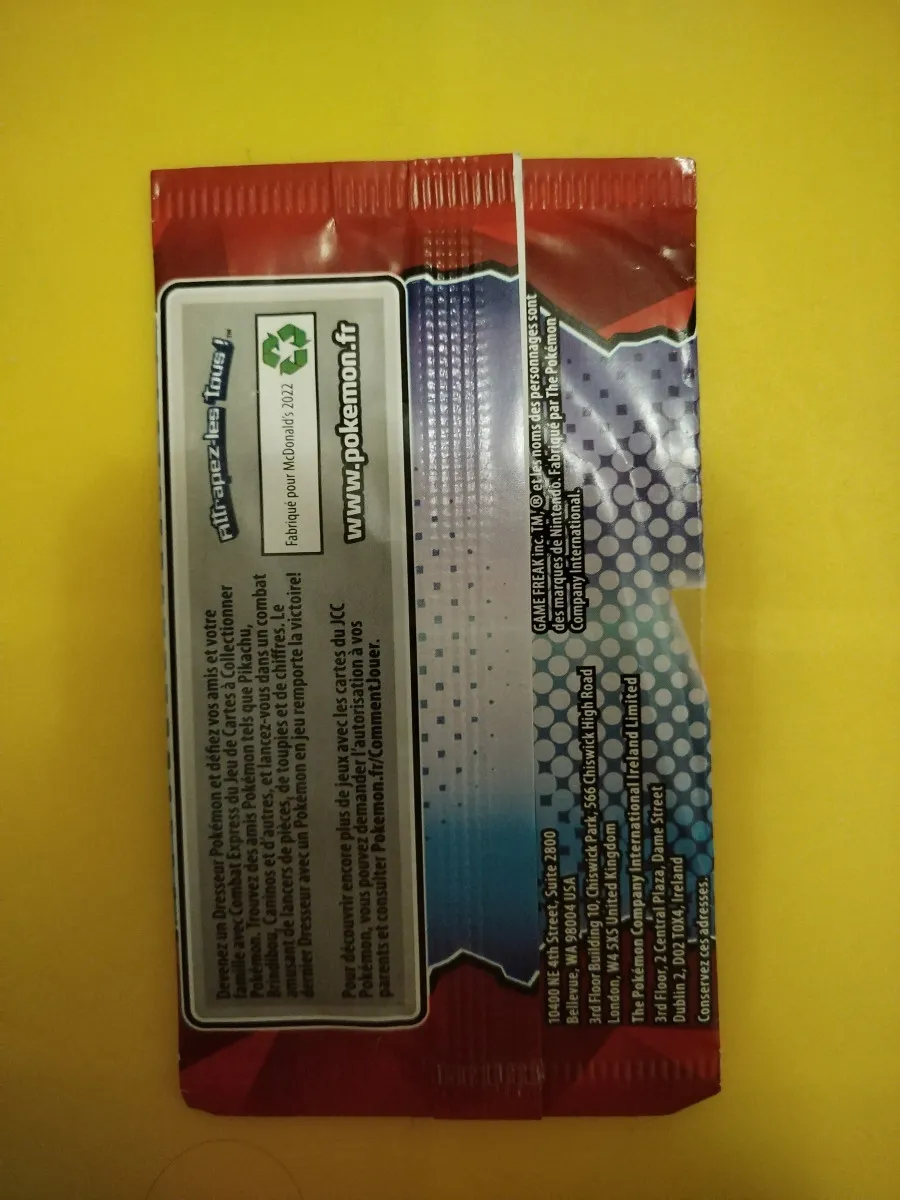 Devenez un Dresseur Pokémon et défiez vos amis et votre
famille avec Combat Express du Jeu de Cartes à Collectionner
Pokémon. Trouvez des amis Pokémon tels que Pikachu,
Brindibou, Caninos et d'autres, et lancez-vous dans un combat
amusant de lancers de pièces, de toupies et de chiffres. Le
dernier Dresseur avec un Pokémon en jeu remporte la victoire!
Pour découvrir encore plus de jeux avec les cartes du JCC
Pokémon, vous pouvez demander l'autorisation à vos
parents et consulter Pokemon.fr/CommentJouer.
Attrapez-les Tous!™
Fabriqué pour McDonald's 2022
www.pokemon.fr
10400 NE 4th Street, Suite 2800
Bellevue, WA 98004 USA
3rd Floor Building 10, Chiswick Park, 566 Chiswick High Road
London, W4 5XS United Kingdom
The Pokémon Company International Ireland Limited
3rd Floor, 2 Central Plaza, Dame Street
Dublin 2, D02 T0X4, Ireland
Conservez ces adresses.
GAME FREAK inc. TM, ® et les noms des personnages sont
des marques de Nintendo. Fabriqué par The Pokémon
Company International.